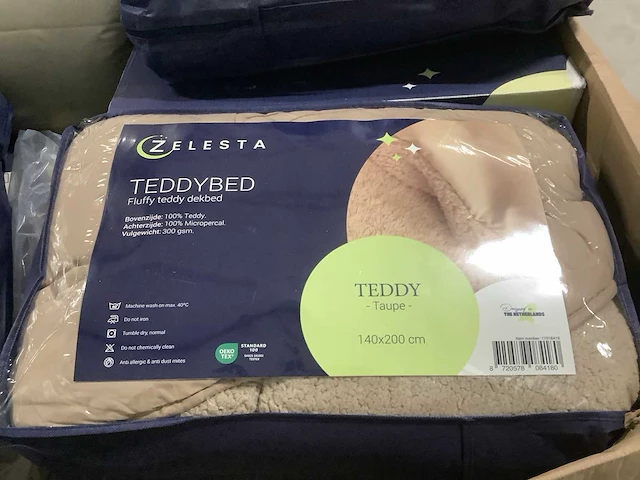 ZELESTA
TEDDYBED
Fluffy teddy dekbed
Bovenzijde: 100% Teddy.
Achterzijde: 100% Micropercal.
Vulgewicht: 300 gsm.
Machine wash on max. 40°C
Do not iron
Tumble dry, normal
Do not chemically clean
Anti allergic & anti dust mites
OEKO
TEX®
STANDARD
100
TEDDY
- Taupe -
140x200 cm
Designed
THE NETHERLANDS
8 720578 084180